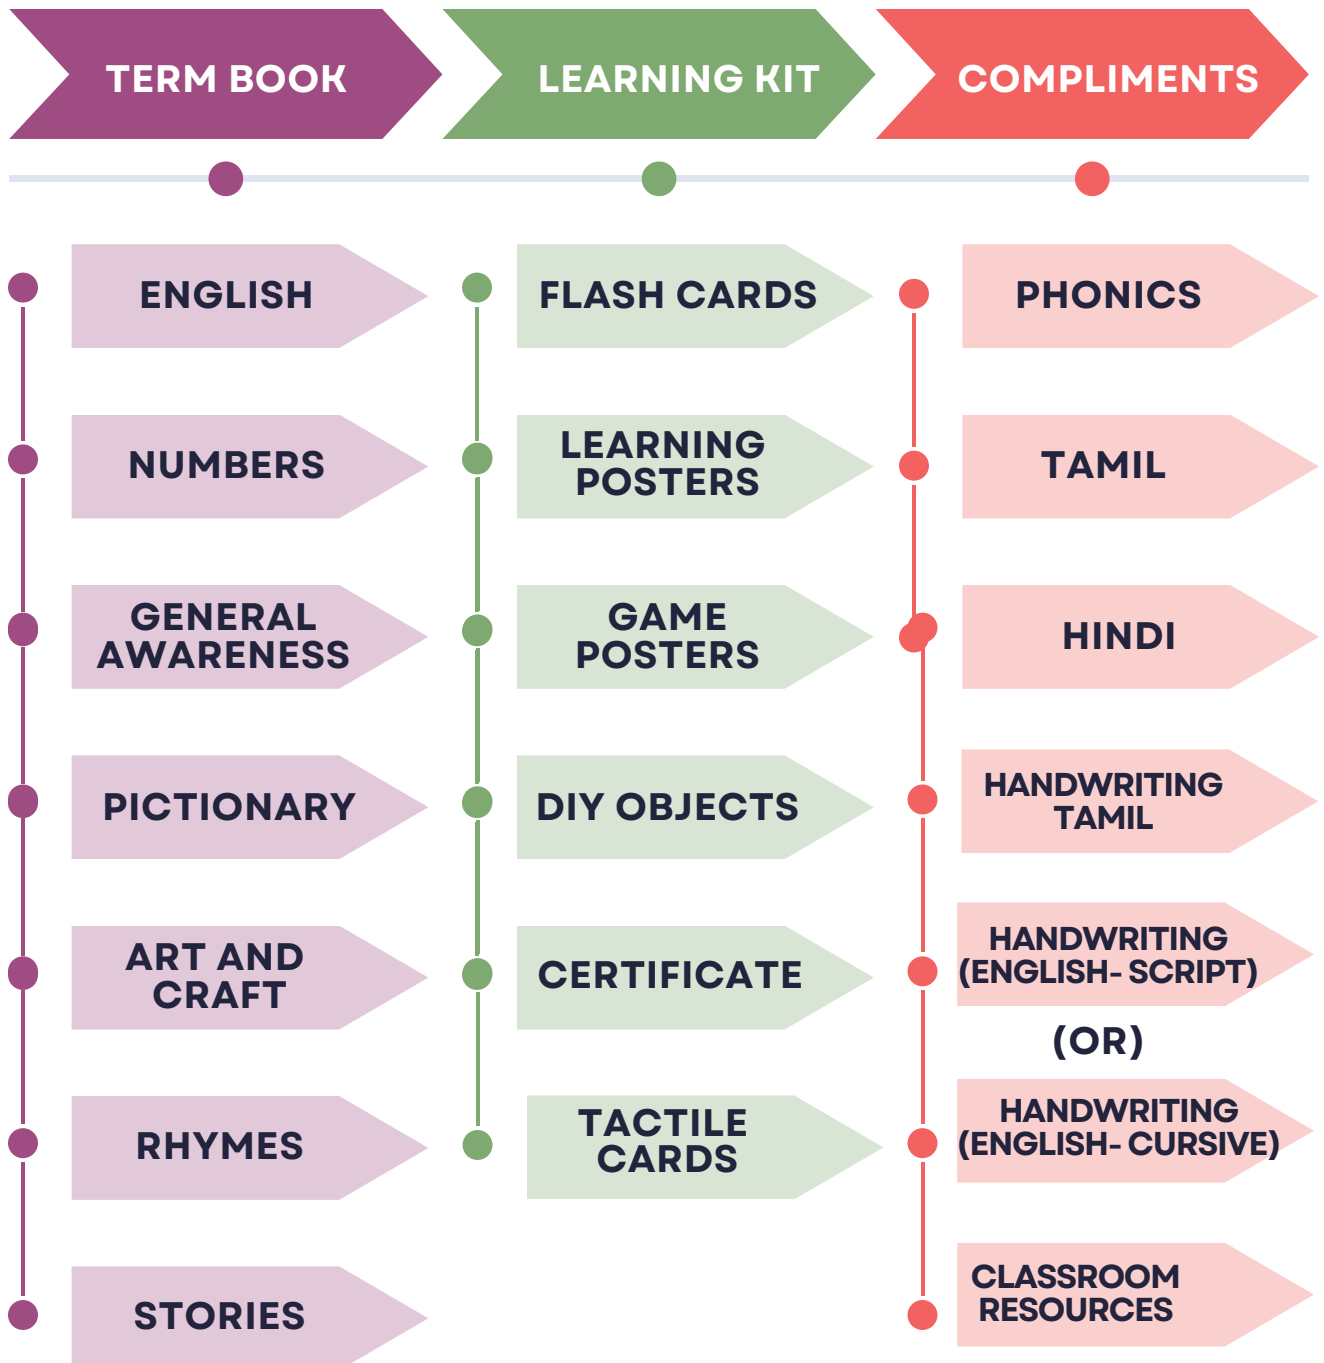 TERM BOOK
LEARNING KIT
COMPLIMENTS
ENGLISH
NUMBERS
GENERAL
AWARENESS
PICTIONARY
ART AND
CRAFT
RHYMES
STORIES
FLASH CARDS
LEARNING
POSTERS
GAME
POSTERS
DIY OBJECTS
CERTIFICATE
TACTILE
CARDS
PHONICS
TAMIL
HINDI
HANDWRITING
TAMIL
HANDWRITING
(ENGLISH- SCRIPT)
(OR)
HANDWRITING
(ENGLISH- CURSIVE)
CLASSROOM
RESOURCES